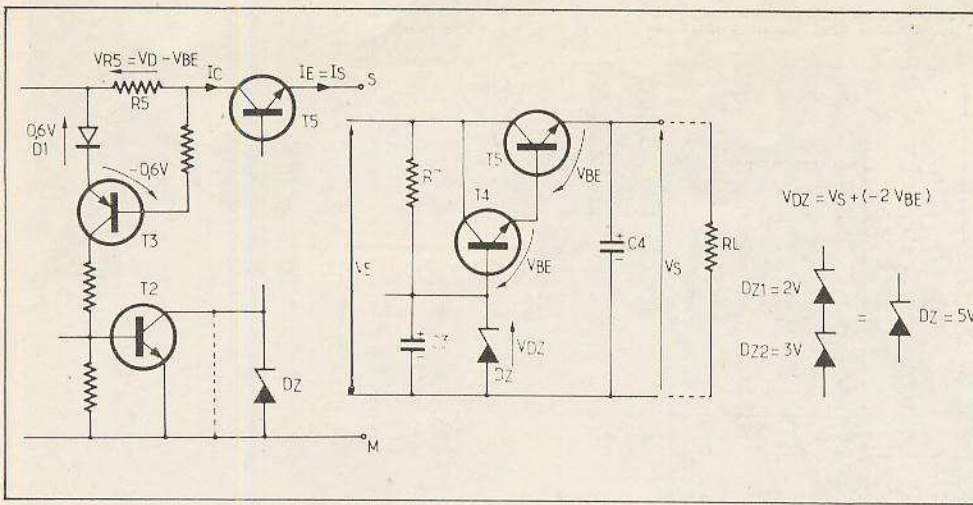 VR5 = VD - VBE
IC
IE = IS
S
R5
T5
0,6V
D1
-0,6V
T3
T2
DZ
M
T5
VBE
T4
VBE
C4
VS
RL
VDZ
DZ
VDZ = VS + (-2 VBE)
DZ1 = 2V
DZ2 = 3V
=
DZ = 5V